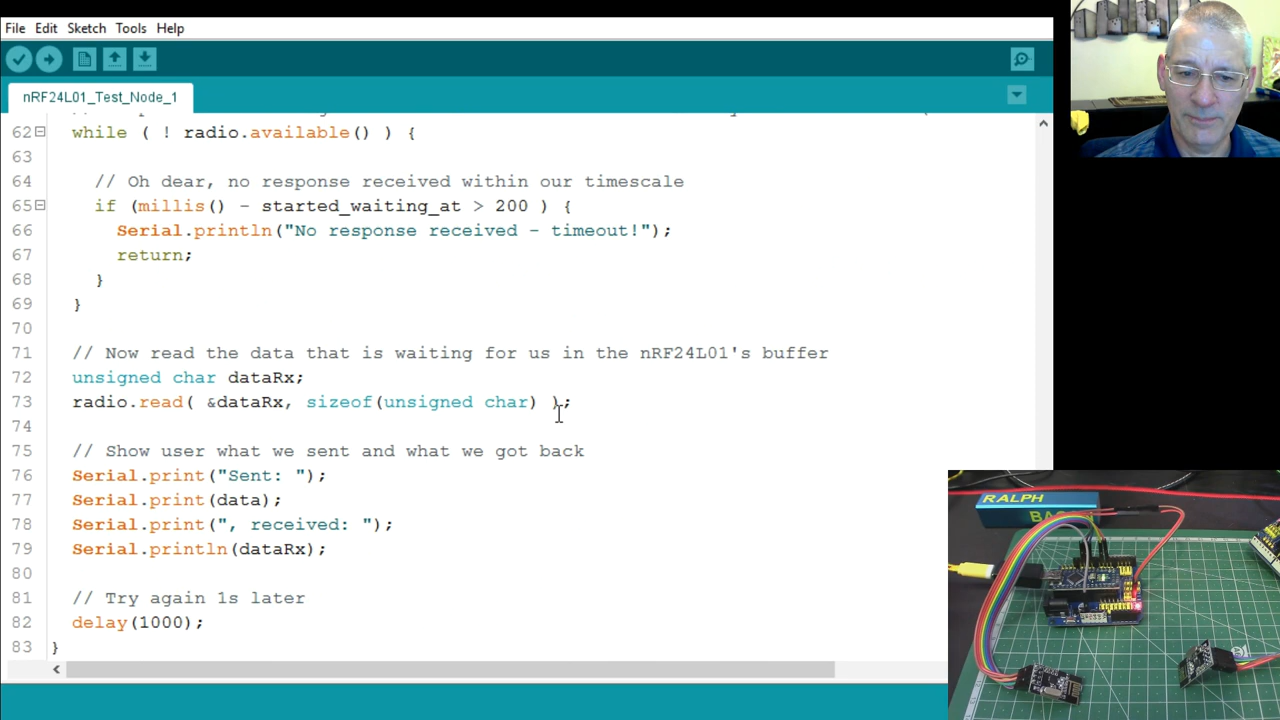 File Edit Sketch Tools Help
nRF24L01_Test_Node_1
62 while ( ! radio.available() ) {
63
64 // Oh dear, no response received within our timescale
65 if (millis() - started_waiting_at > 200 ) {
66 Serial.println("No response received - timeout!");
67 return;
68 }
69 }
70
71 // Now read the data that is waiting for us in the nRF24L01's buffer
72 unsigned char dataRx;
73 radio.read( &dataRx, sizeof(unsigned char) );
74
75 // Show user what we sent and what we got back
76 Serial.print("Sent: ");
77 Serial.print(data);
78 Serial.print(", received: ");
79 Serial.println(dataRx);
80
81 // Try again 1s later
82 delay(1000);
83 }
RALPH